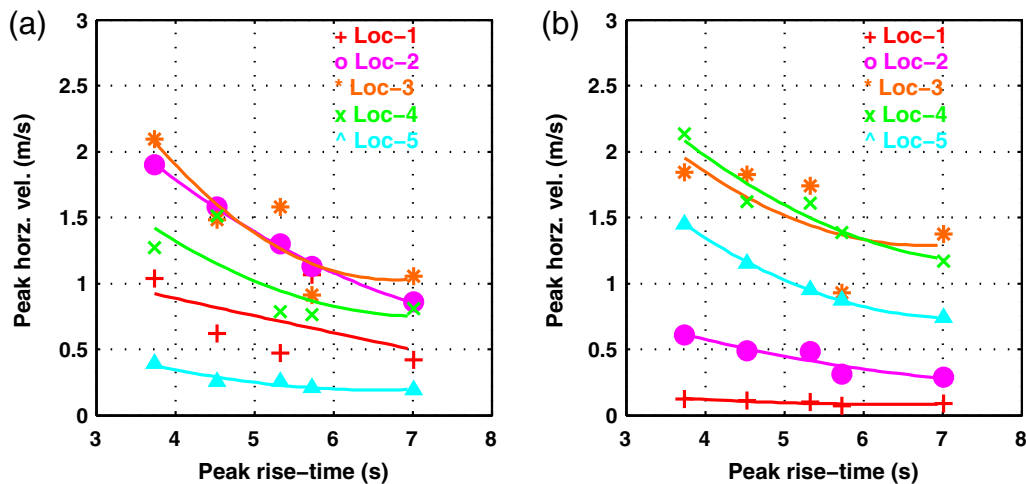 (a)
Peak horz. vel. (m/s)
3
2.5
2
1.5
1
0.5
0
+ Loc−1
o Loc−2
* Loc−3
× Loc−4
^ Loc−5
3 4 5 6 7 8
Peak rise−time (s)
(b)
Peak horz. vel. (m/s)
3
2.5
2
1.5
1
0.5
0
+ Loc−1
o Loc−2
* Loc−3
× Loc−4
^ Loc−5
3 4 5 6 7 8
Peak rise−time (s)